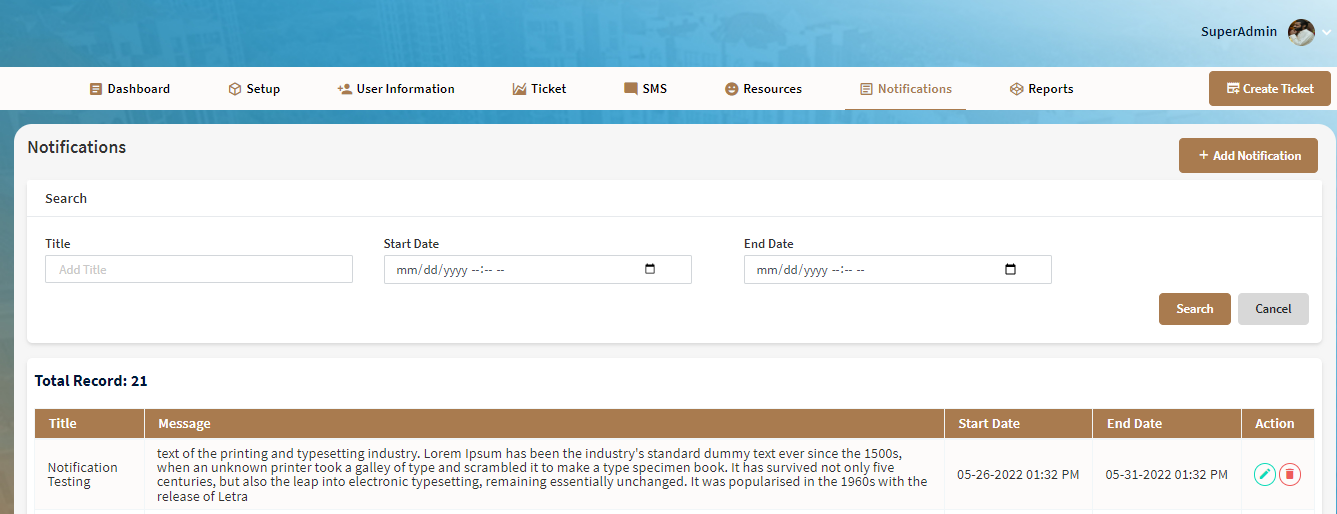 SuperAdmin
Dashboard
Setup
User Information
Ticket
SMS
Resources
Notifications
Reports
Create Ticket
Notifications
+ Add Notification
Search
Title
Start Date
End Date
Add Title
mm/dd/yyyy --:-- --
mm/dd/yyyy --:-- --
Search
Cancel
Total Record: 21
Title
Message
Start Date
End Date
Action
Notification
Testing
text of the printing and typesetting industry. Lorem Ipsum has been the industry's standard dummy text ever since the 1500s,
when an unknown printer took a galley of type and scrambled it to make a type specimen book. It has survived not only five
centuries, but also the leap into electronic typesetting, remaining essentially unchanged. It was popularised in the 1960s with the
release of Letra
05-26-2022 01:32 PM
05-31-2022 01:32 PM